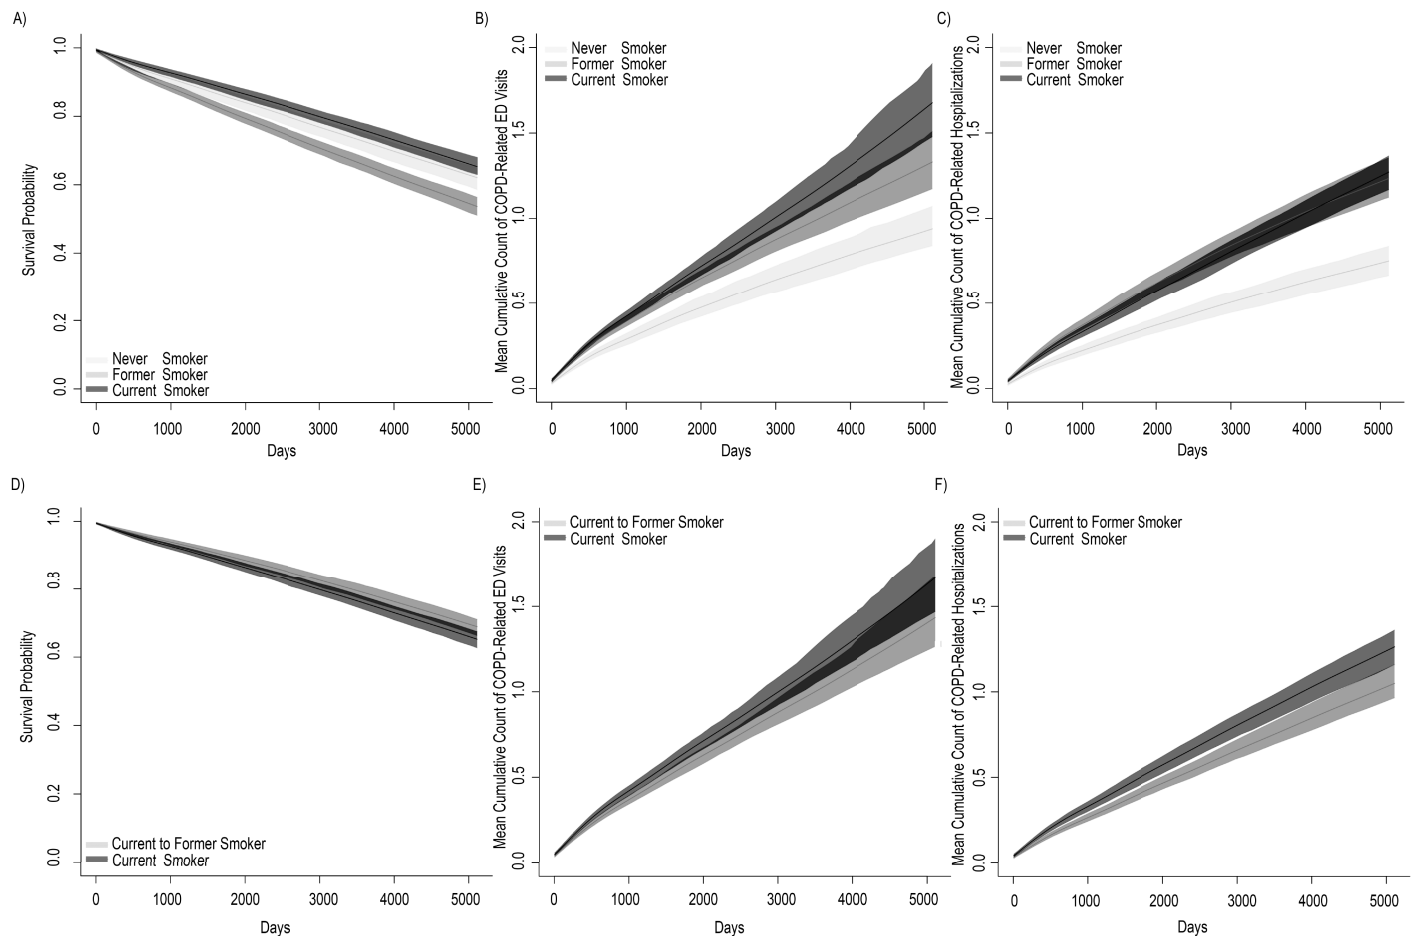 A)
Survival Probability
1.0
0.8
0.6
0.4
0.2
0.0
Never Smoker
Former Smoker
Current Smoker
0 1000 2000 3000 4000 5000
Days
B)
Mean Cumulative Count of COPD-Related ED Visits
2.0
1.5
1.0
0.5
0.0
Never Smoker
Former Smoker
Current Smoker
0 1000 2000 3000 4000 5000
Days
C)
Mean Cumulative Count of COPD-Related Hospitalizations
2.0
1.5
1.0
0.5
0.0
Never Smoker
Former Smoker
Current Smoker
0 1000 2000 3000 4000 5000
Days
D)
Survival Probability
1.0
0.8
0.6
0.4
0.2
0.0
Current to Former Smoker
Current Smoker
0 1000 2000 3000 4000 5000
Days
E)
Mean Cumulative Count of COPD-Related ED Visits
2.0
1.5
1.0
0.5
0.0
Current to Former Smoker
Current Smoker
0 1000 2000 3000 4000 5000
Days
F)
Mean Cumulative Count of COPD-Related Hospitalizations
2.0
1.5
1.0
0.5
0.0
Current to Former Smoker
Current Smoker
0 1000 2000 3000 4000 5000
Days